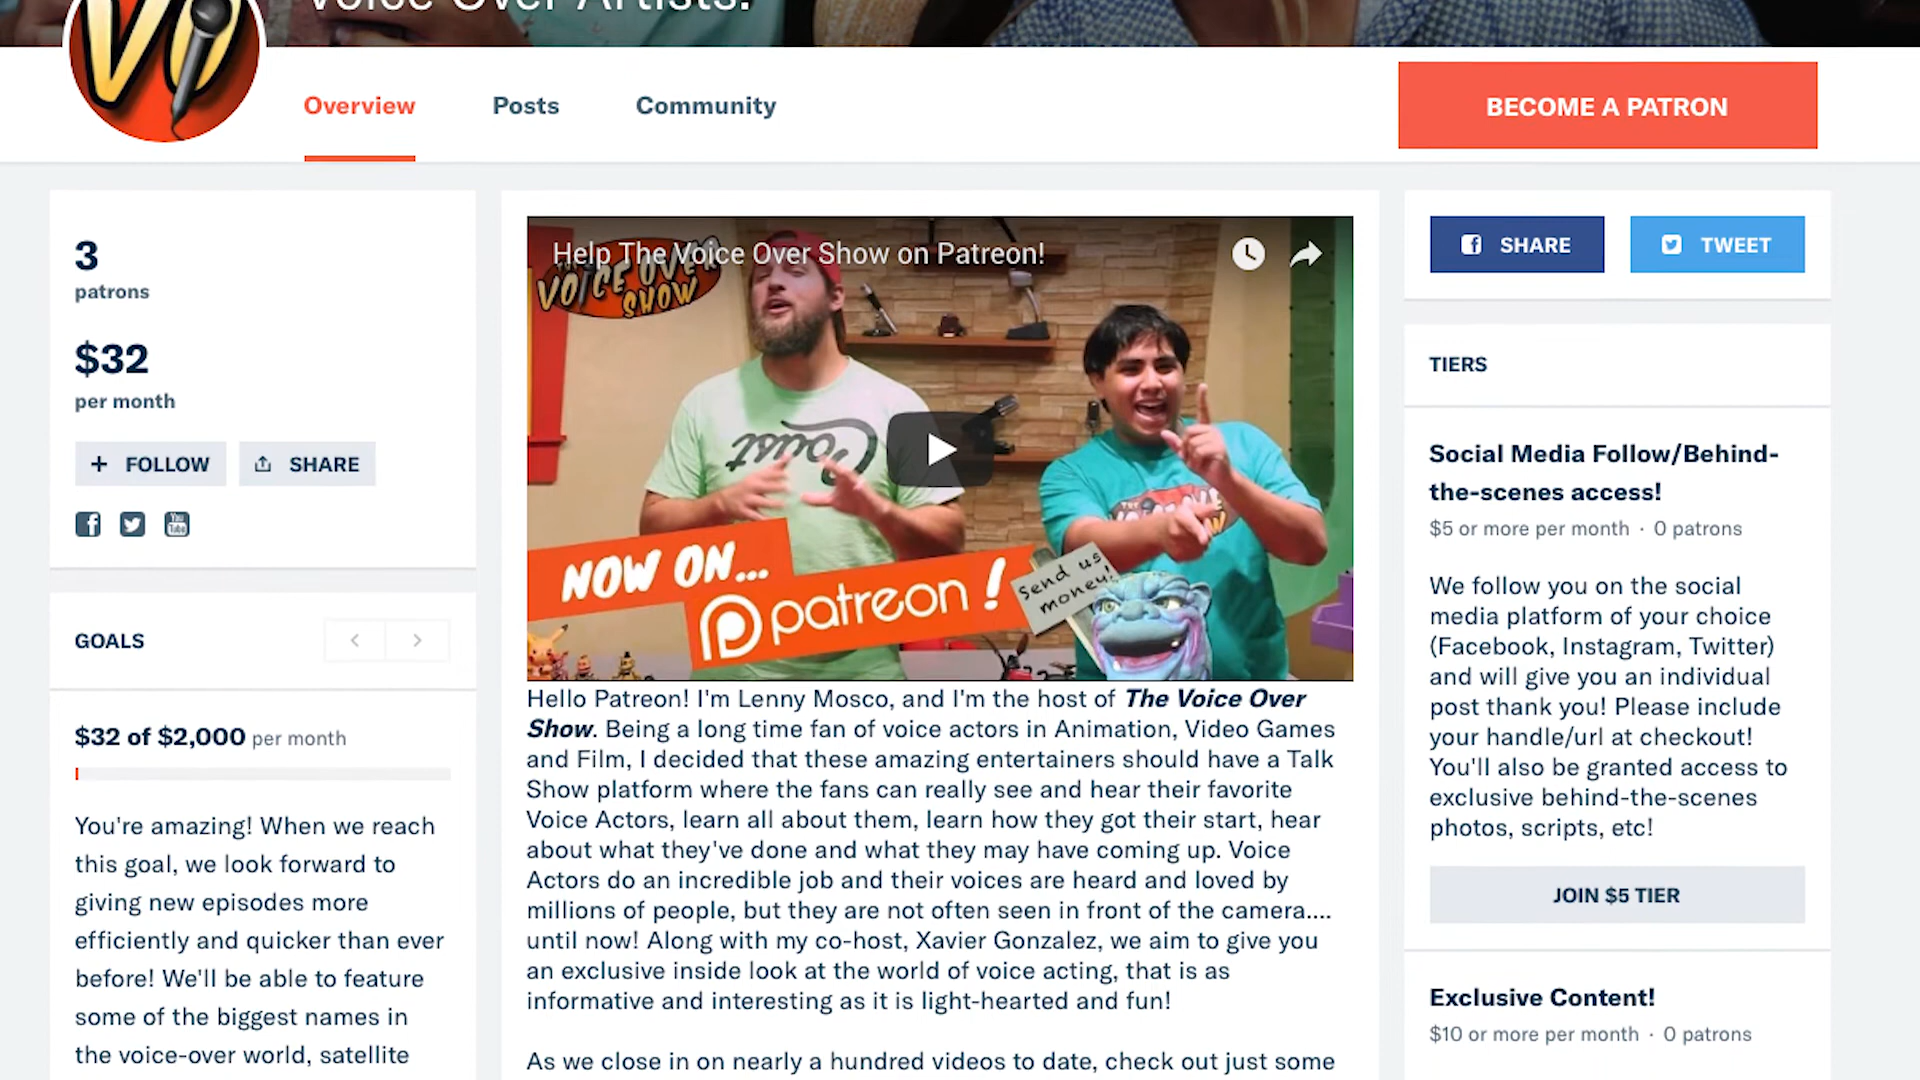 Voice Over Artists!
VO
Overview
Posts
Community
BECOME A PATRON
3
patrons
$32
per month
+ FOLLOW
SHARE
You
Tube
GOALS
$32 of $2,000 per month
You're amazing! When we reach
this goal, we look forward to
giving new episodes more
efficiently and quicker than ever
before! We'll be able to feature
some of the biggest names in
the voice-over world, satellite
Help The Voice Over Show on Patreon!
VOICE OVER
SHOW
Coast
NOW ON...
patreon!
send us
money!
Hello Patreon! I'm Lenny Mosco, and I'm the host of The Voice Over
Show. Being a long time fan of voice actors in Animation, Video Games
and Film, I decided that these amazing entertainers should have a Talk
Show platform where the fans can really see and hear their favorite
Voice Actors, learn all about them, learn how they got their start, hear
about what they've done and what they may have coming up. Voice
Actors do an incredible job and their voices are heard and loved by
millions of people, but they are not often seen in front of the camera....
until now! Along with my co-host, Xavier Gonzalez, we aim to give you
an exclusive inside look at the world of voice acting, that is as
informative and interesting as it is light-hearted and fun!
As we close in on nearly a hundred videos to date, check out just some
SHARE
TWEET
TIERS
Social Media Follow/Behind-
the-scenes access!
$5 or more per month · 0 patrons
We follow you on the social
media platform of your choice
(Facebook, Instagram, Twitter)
and will give you an individual
post thank you! Please include
your handle/url at checkout!
You'll also be granted access to
exclusive behind-the-scenes
photos, scripts, etc!
JOIN $5 TIER
Exclusive Content!
$10 or more per month · 0 patrons